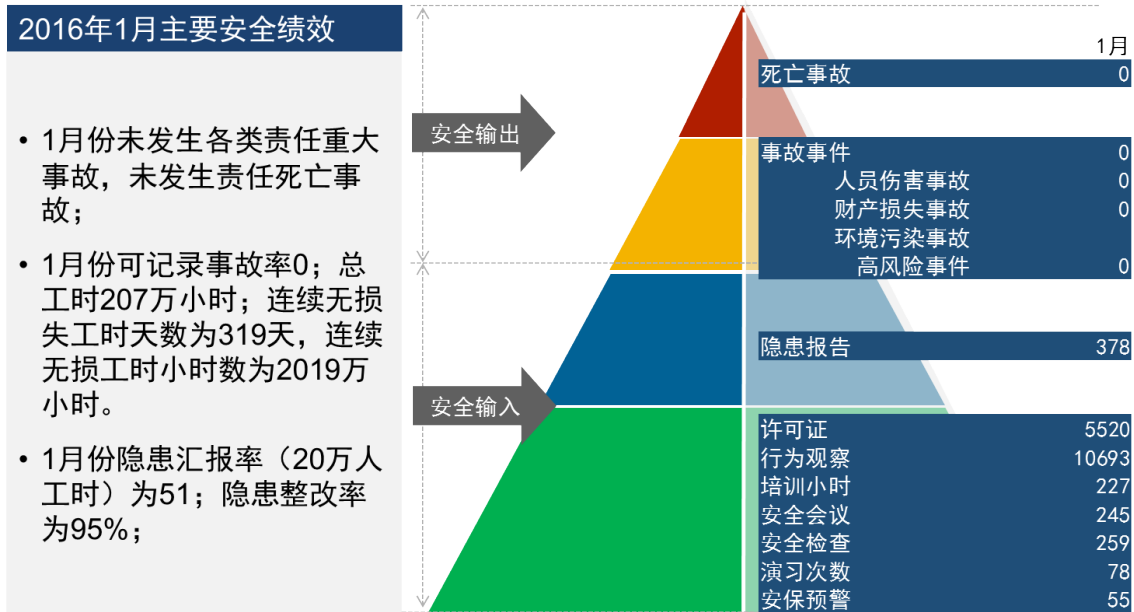 2016年1月主要安全绩效
• 1月份未发生各类责任重大
事故，未发生责任死亡事
故；
• 1月份可记录事故率0；总
工时207万小时；连续无损
失工时天数为319天，连续
无损工时小时数为2019万
小时。
• 1月份隐患汇报率（20万人
工时）为51；隐患整改率
为95%；
安全输出
安全输入
1月
死亡事故 0
事故事件 0
人员伤害事故 0
财产损失事故 0
环境污染事故
高风险事件 0
隐患报告 378
许可证 5520
行为观察 10693
培训小时 227
安全会议 245
安全检查 259
演习次数 78
安保预警 55